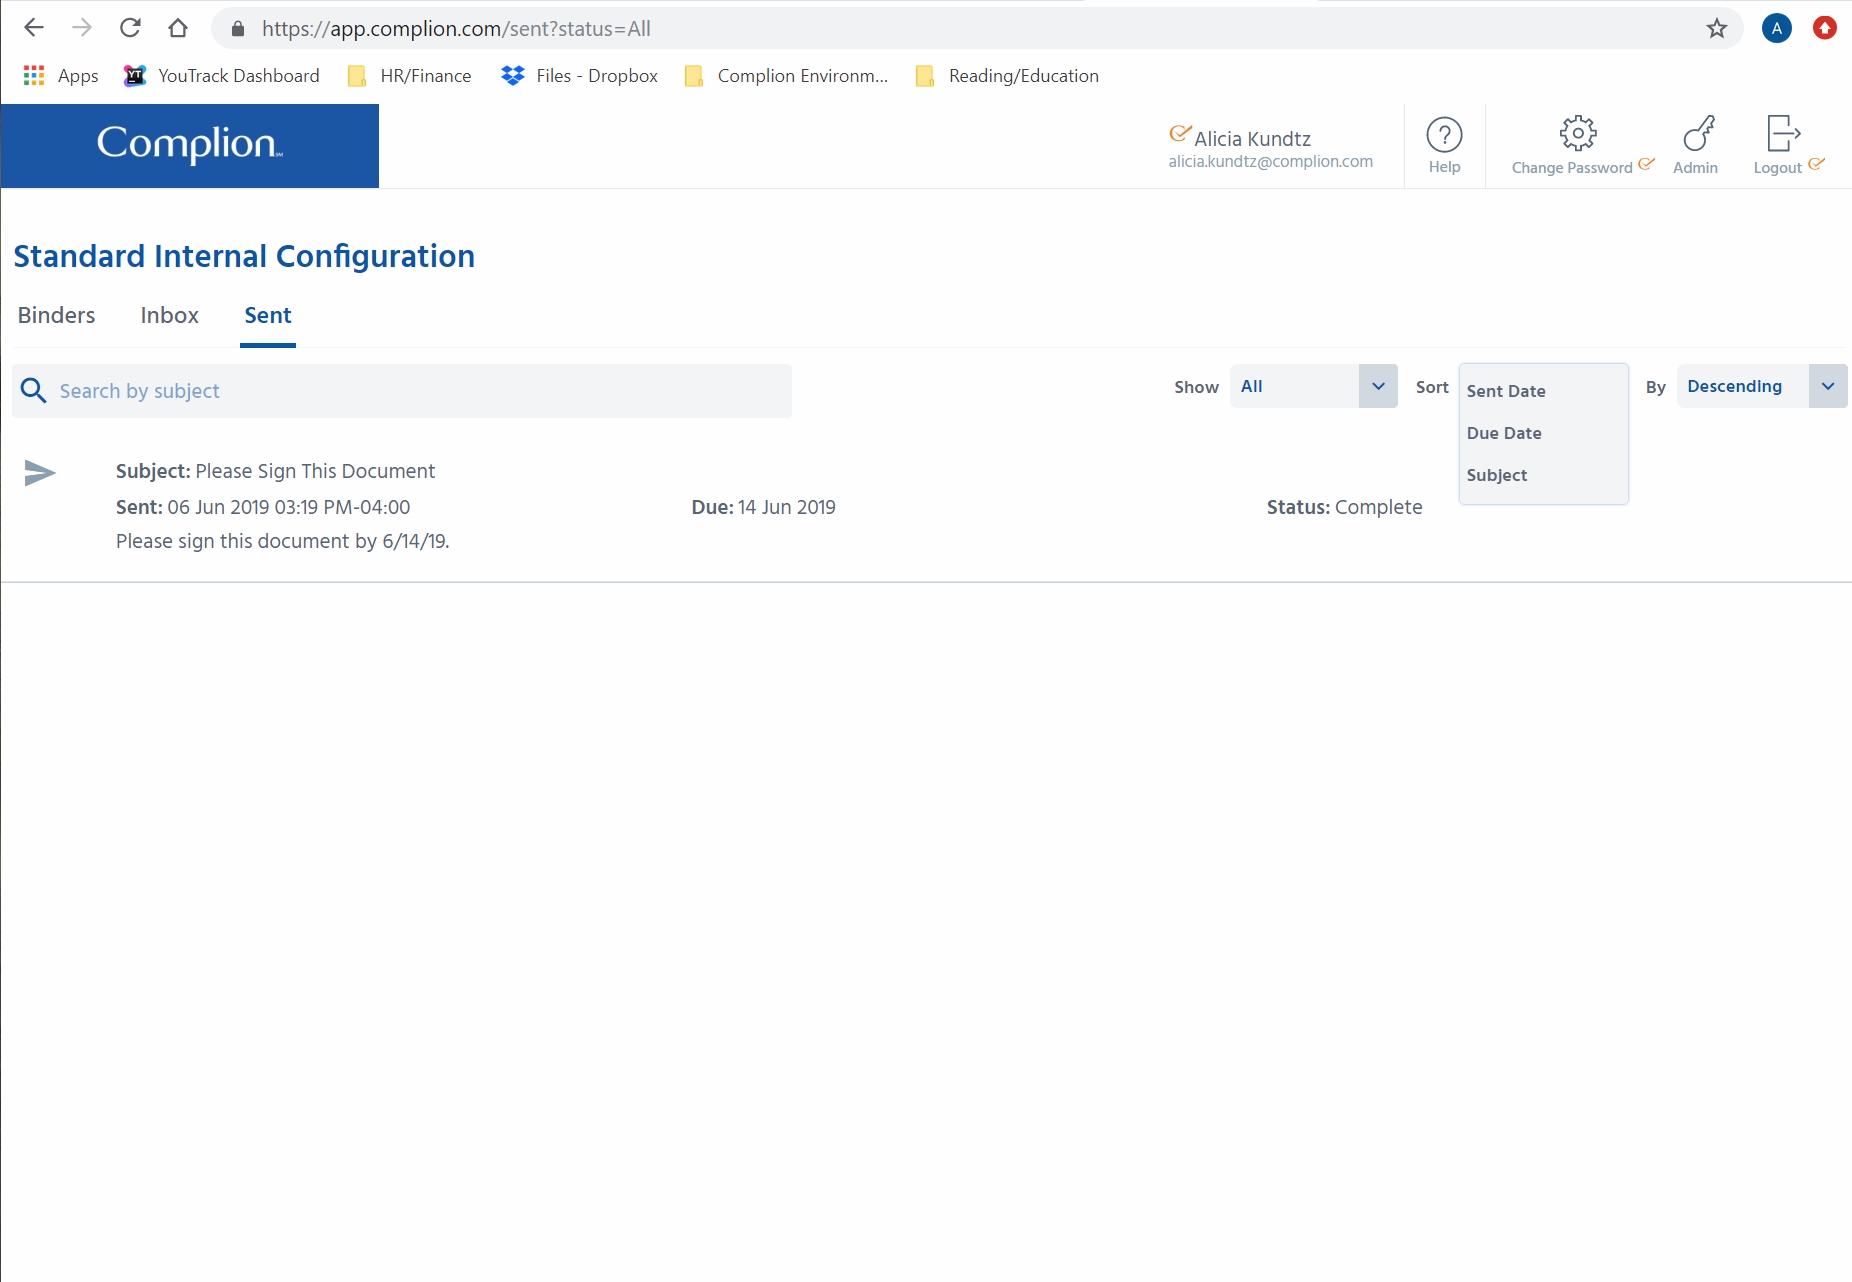 https://app.complion.com/sent?status=All
A
Apps YouTrack Dashboard HR/Finance Files - Dropbox Complion Environm... Reading/Education
YT
Complion
Alicia Kundtz
alicia.kundtz@complion.com
?
Help
Change Password
Admin
Logout
Standard Internal Configuration
Binders Inbox Sent
Search by subject
Show All Sort Sent Date By Descending
Due Date
Subject
Subject: Please Sign This Document
Sent: 06 Jun 2019 03:19 PM-04:00 Due: 14 Jun 2019 Status: Complete
Please sign this document by 6/14/19.